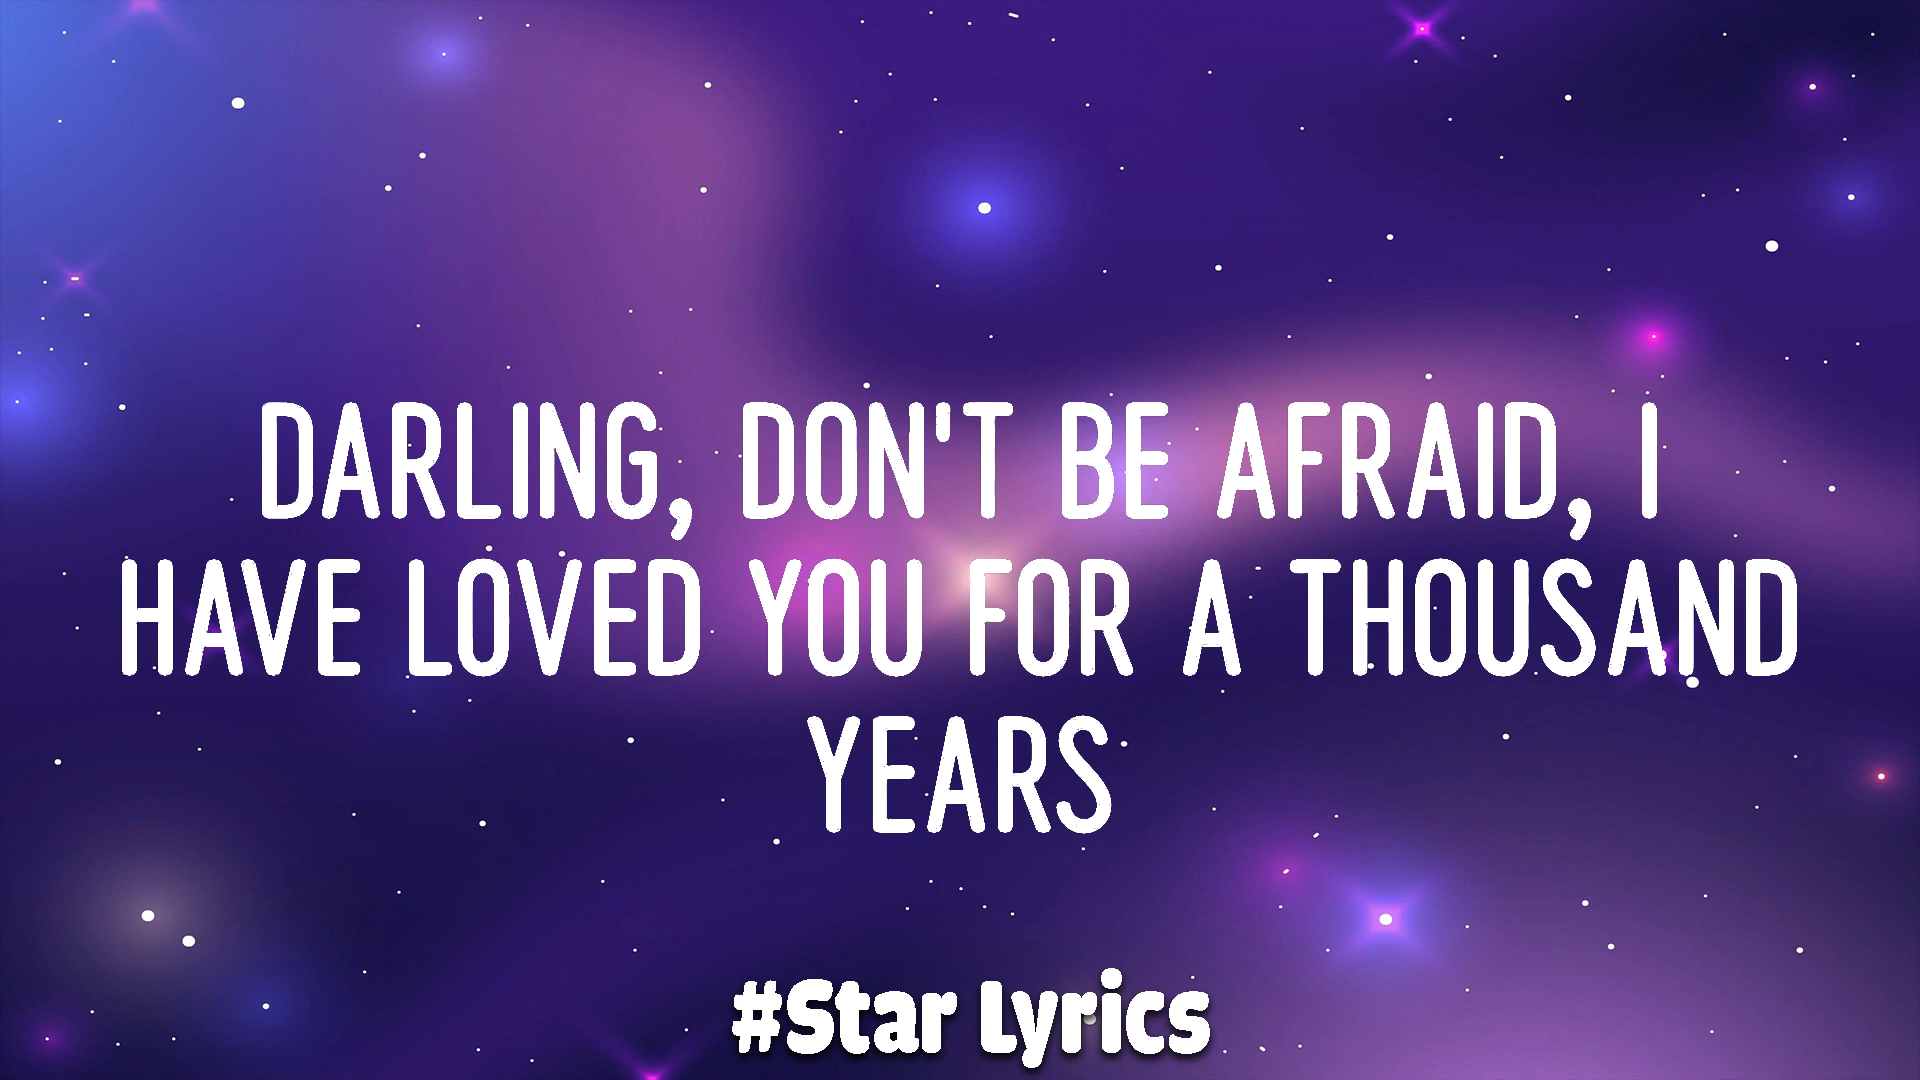 DARLING, DON'T BE AFRAID, I
HAVE LOVED YOU FOR A THOUSAND
YEARS
#Star Lyrics